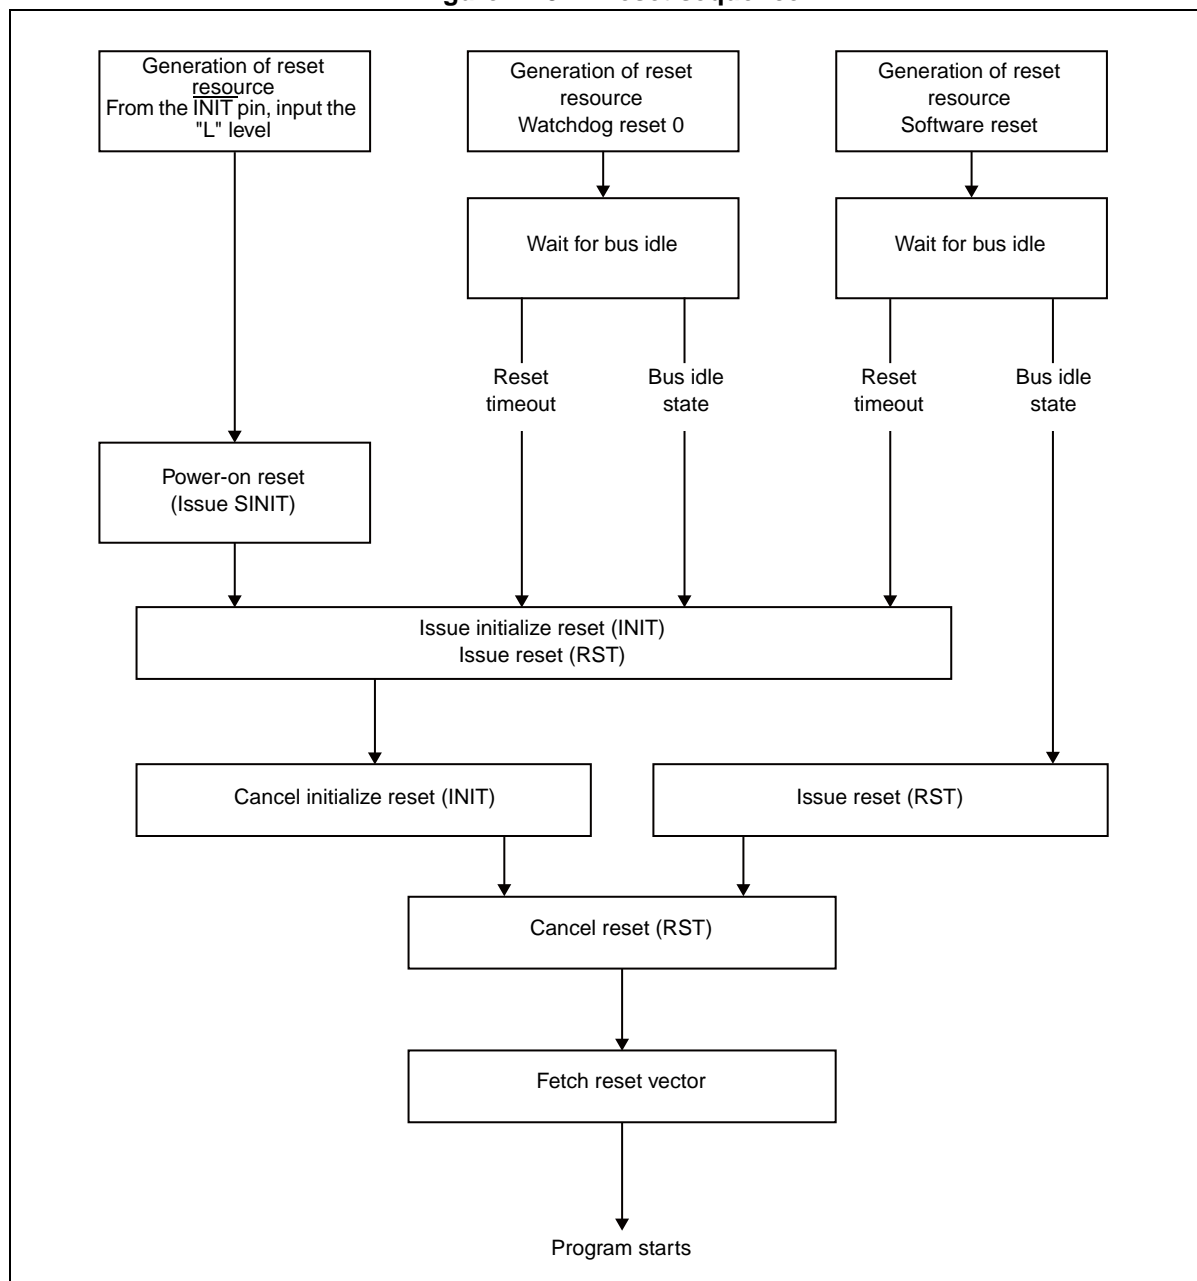 Generation of reset
resource
From the INIT pin, input the
"L" level
Generation of reset
resource
Watchdog reset 0
Generation of reset
resource
Software reset
Wait for bus idle
Wait for bus idle
Reset
timeout
Bus idle
state
Reset
timeout
Bus idle
state
Power-on reset
(Issue SINIT)
Issue initialize reset (INIT)
Issue reset (RST)
Cancel initialize reset (INIT)
Issue reset (RST)
Cancel reset (RST)
Fetch reset vector
Program starts